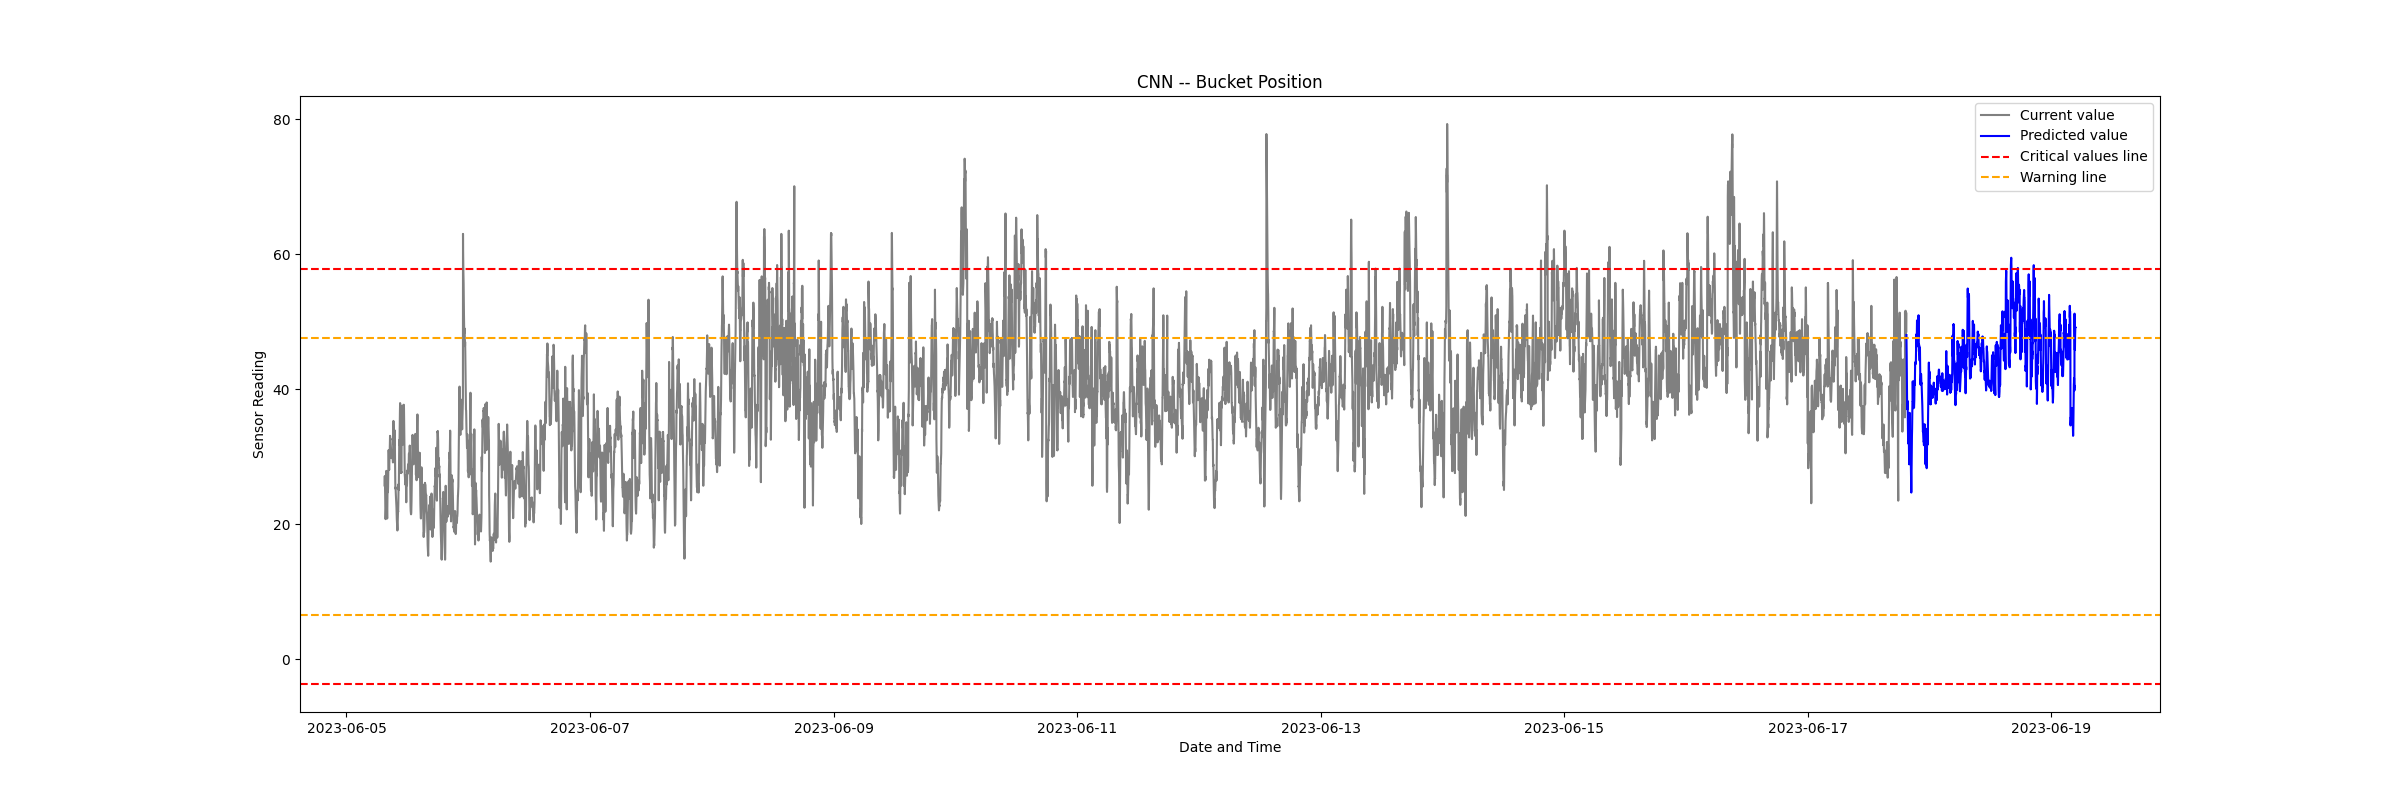 CNN -- Bucket Position
Current value
Predicted value
Critical values line
Warning line
80
60
40
20
0
Sensor Reading
2023-06-05 2023-06-07 2023-06-09 2023-06-11 2023-06-13 2023-06-15 2023-06-17 2023-06-19
Date and Time